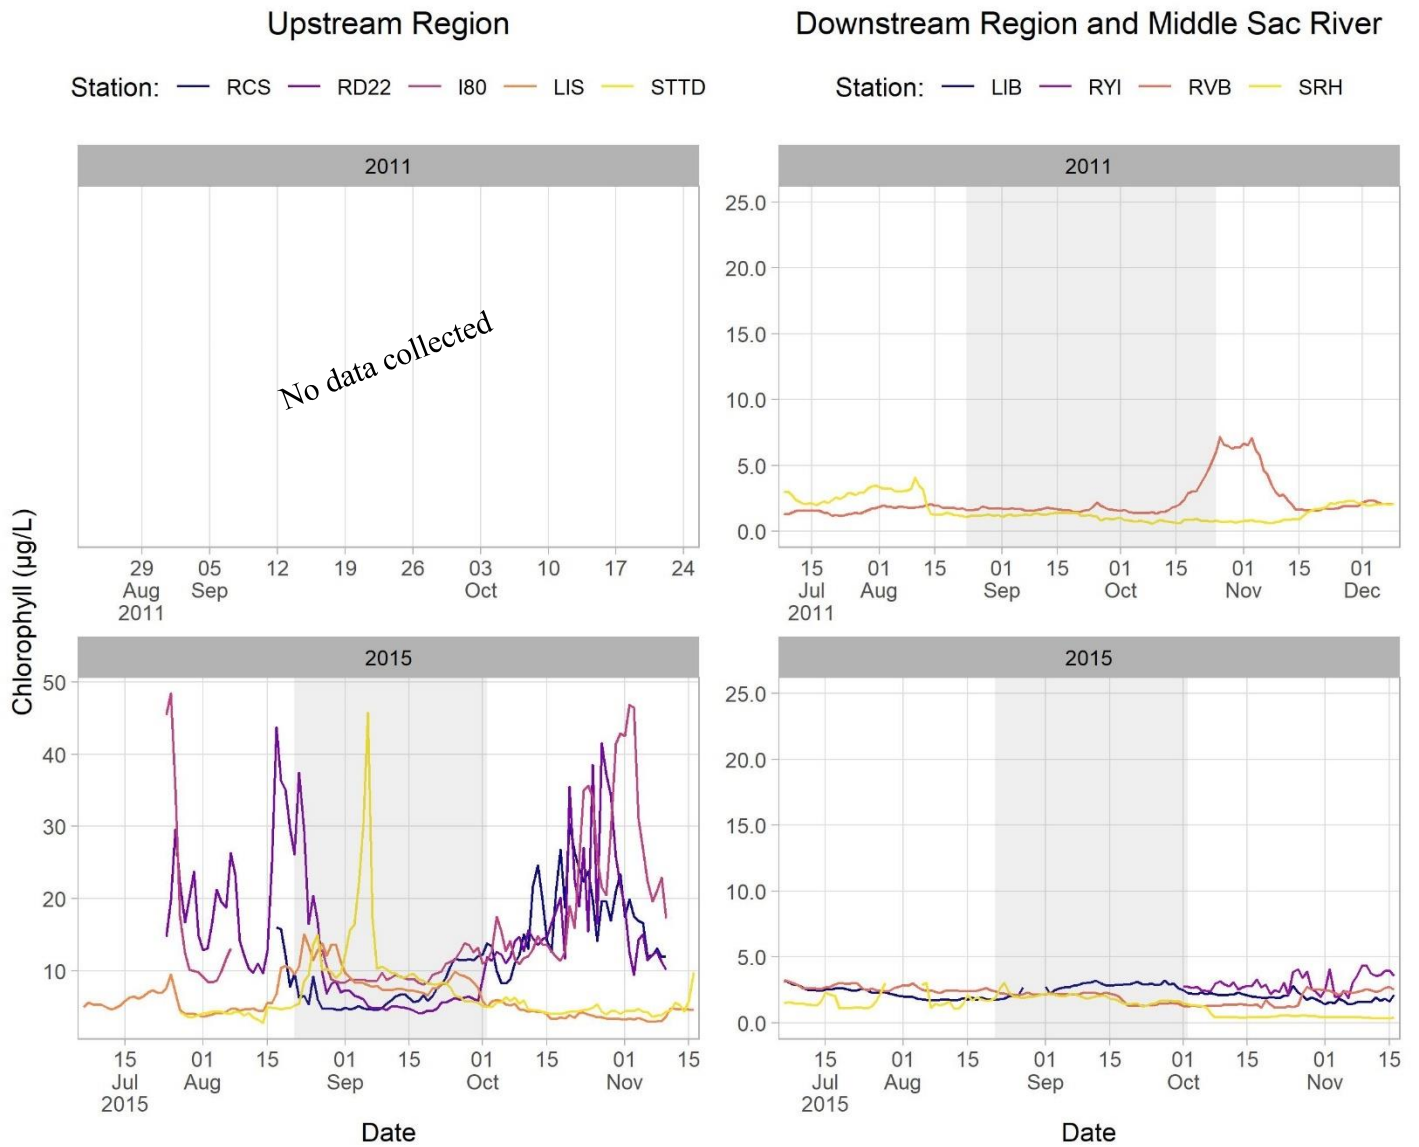 Upstream Region
Downstream Region and Middle Sac River
Station: RCS RD22 I80 LIS STTD
Station: LIB RYI RVB SRH
2011
No data collected
29 05 12 19 26 03 10 17 24
Aug Sep Oct
2011
2011
25.0
20.0
15.0
10.0
5.0
0.0
15 01 15 01 15 01 15 01 15 01
Jul Aug Sep Oct Nov Dec
2011
Chlorophyll (µg/L)
2015
50
40
30
20
10
15 01 15 01 15 01 15 01 15
Jul Aug Sep Oct Nov
2015
Date
2015
25.0
20.0
15.0
10.0
5.0
0.0
15 01 15 01 15 01 15 01 15
Jul Aug Sep Oct Nov
2015
Date